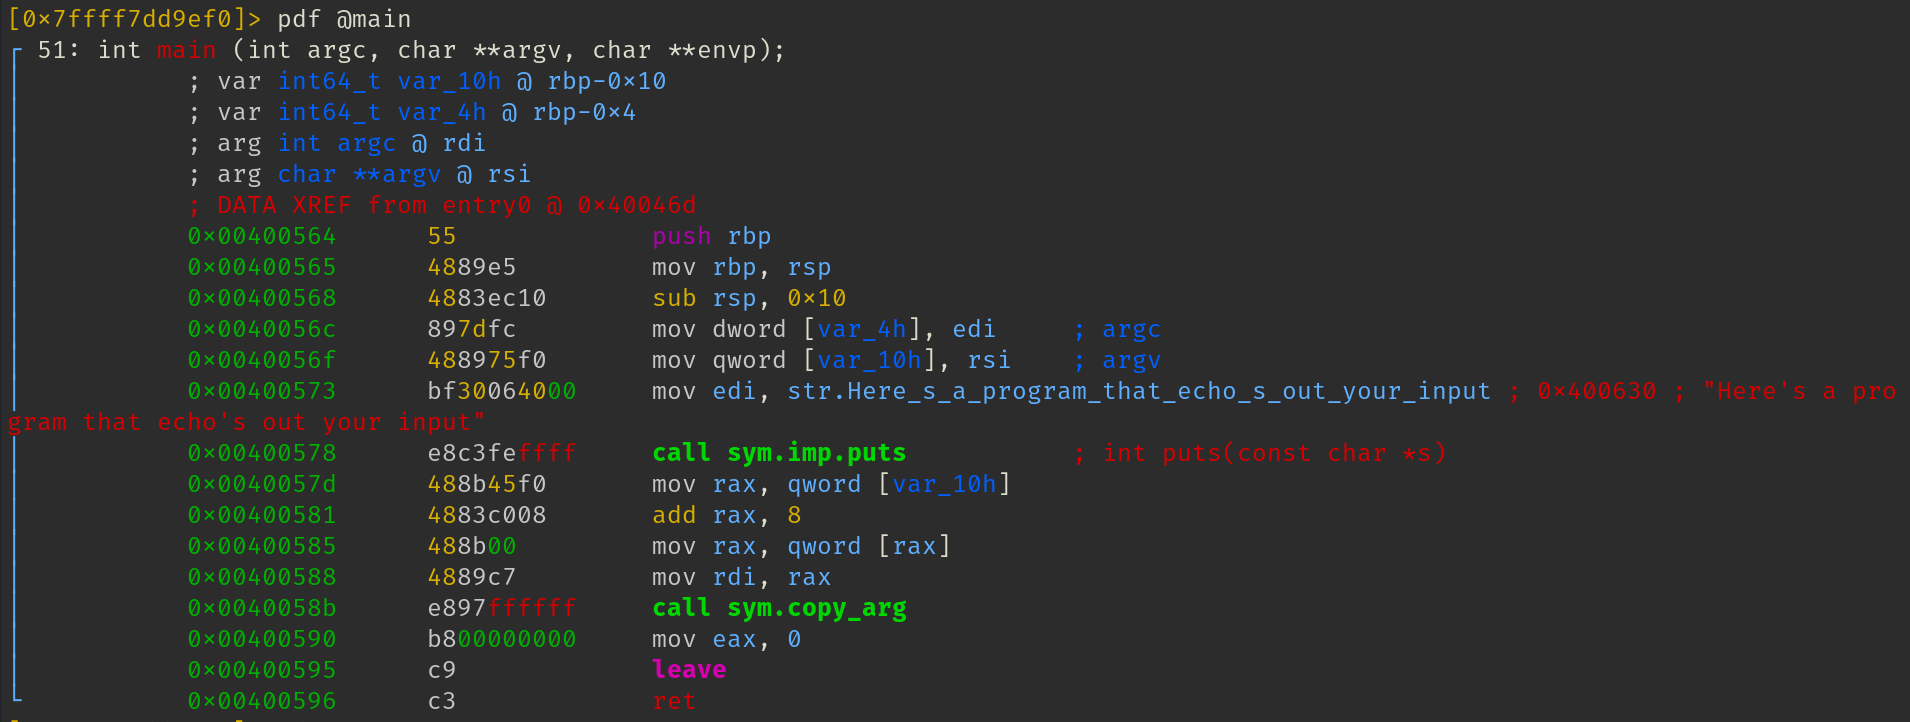 [0x7ffff7dd9ef0]> pdf @main
51: int main (int argc, char **argv, char **envp);
; var int64_t var_10h @ rbp-0x10
; var int64_t var_4h @ rbp-0x4
; arg int argc @ rdi
; arg char **argv @ rsi
; DATA XREF from entry0 @ 0x40046d
0x00400564 55 push rbp
0x00400565 4889e5 mov rbp, rsp
0x00400568 4883ec10 sub rsp, 0x10
0x0040056c 897dfc mov dword [var_4h], edi ; argc
0x0040056f 488975f0 mov qword [var_10h], rsi ; argv
0x00400573 bf30064000 mov edi, str.Here_s_a_program_that_echo_s_out_your_input ; 0x400630 ; "Here's a pro
gram that echo's out your input"
0x00400578 e8c3feffff call sym.imp.puts ; int puts(const char *s)
0x0040057d 488b45f0 mov rax, qword [var_10h]
0x00400581 4883c008 add rax, 8
0x00400585 488b00 mov rax, qword [rax]
0x00400588 4889c7 mov rdi, rax
0x0040058b e897ffffff call sym.copy_arg
0x00400590 b800000000 mov eax, 0
0x00400595 c9 leave
0x00400596 c3 ret